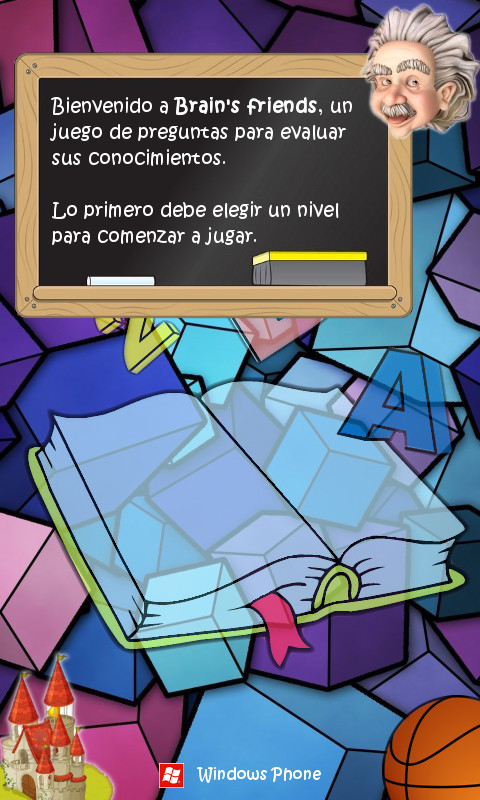 Bienvenido a Brain's friends, un
juego de preguntas para evaluar
sus conocimientos.
Lo primero debe elegir un nivel
para comenzar a jugar.
A
Windows Phone